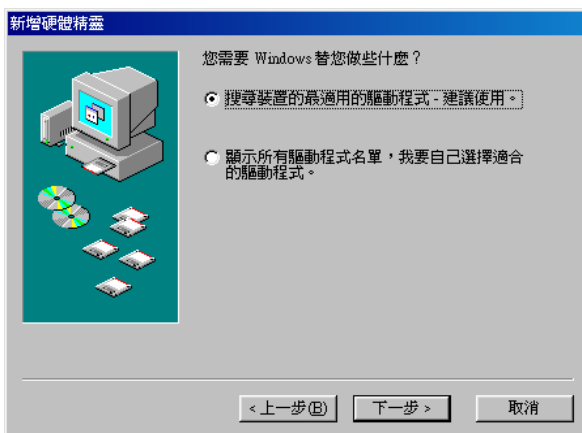 新增硬體精靈
您需要 Windows 替您做些什麼？
搜尋裝置的最適用的驅動程式 - 建議使用。
顯示所有驅動程式名單，我要自己選擇適合
的驅動程式。
<上一步(B)
下一步 >
取消